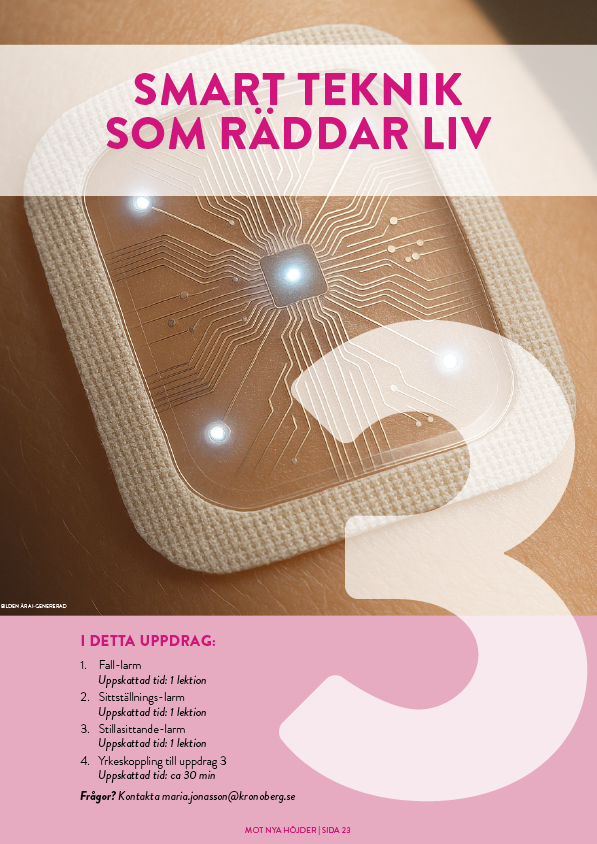 SMART TEKNIK
SOM RÄDDAR LIV
3
BILDEN ÄR AI-GENERERAD
I DETTA UPPDRAG:
1. Fall-larm
Uppskattad tid: 1 lektion
2. Sittställnings-larm
Uppskattad tid: 1 lektion
3. Stillasittande-larm
Uppskattad tid: 1 lektion
4. Yrkeskoppling till uppdrag 3
Uppskattad tid: ca 30 min
Frågor? Kontakta maria.jonasson@kronoberg.se
MOT NYA HÖJDER | SIDA 23